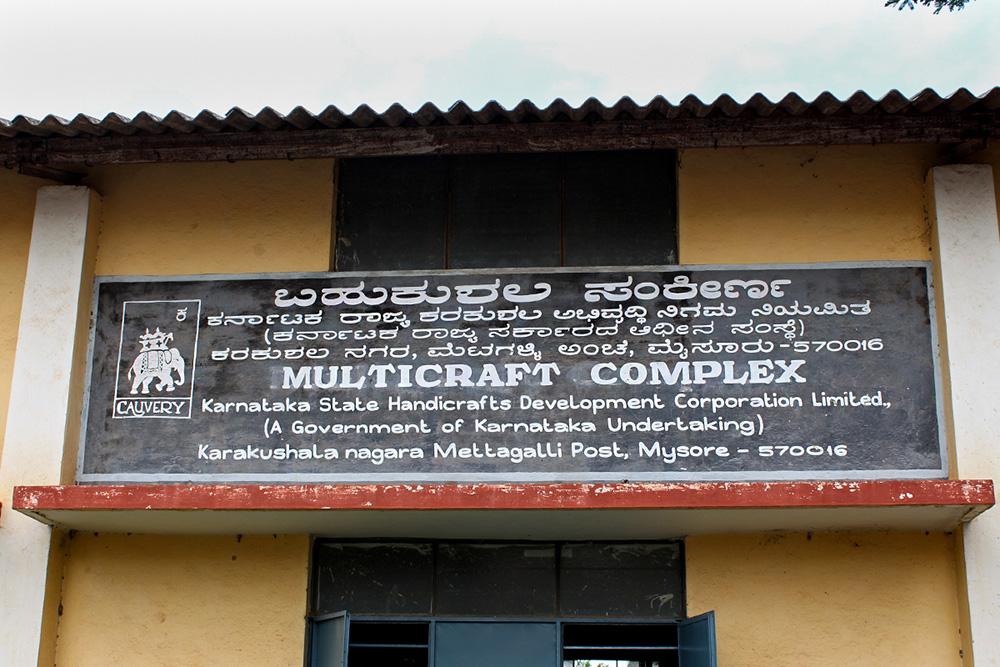 ಬಹುಕುಶಲ ಸಂಕೀರ್ಣ
ಕ
ಕರ್ನಾಟಕ ರಾಜ್ಯ ಕರಕುಶಲ ಅಭಿವೃದ್ಧಿ ನಿಗಮ ನಿಯಮಿತ
(ಕರ್ನಾಟಕ ರಾಜ್ಯ ಸರ್ಕಾರದ ಆಧೀನ ಸಂಸ್ಥೆ)
ಕರಕುಶಲ ನಗರ, ಮೆಟಗಳ್ಳಿ ಅಂಚೆ, ಮೈಸೂರು-570016
MULTICRAFT COMPLEX
CAUVERY
Karnataka State Handicrafts Development Corporation Limited.,
(A Government of Karnataka Undertaking)
Karakushala nagara Mettagalli Post, Mysore - 570016